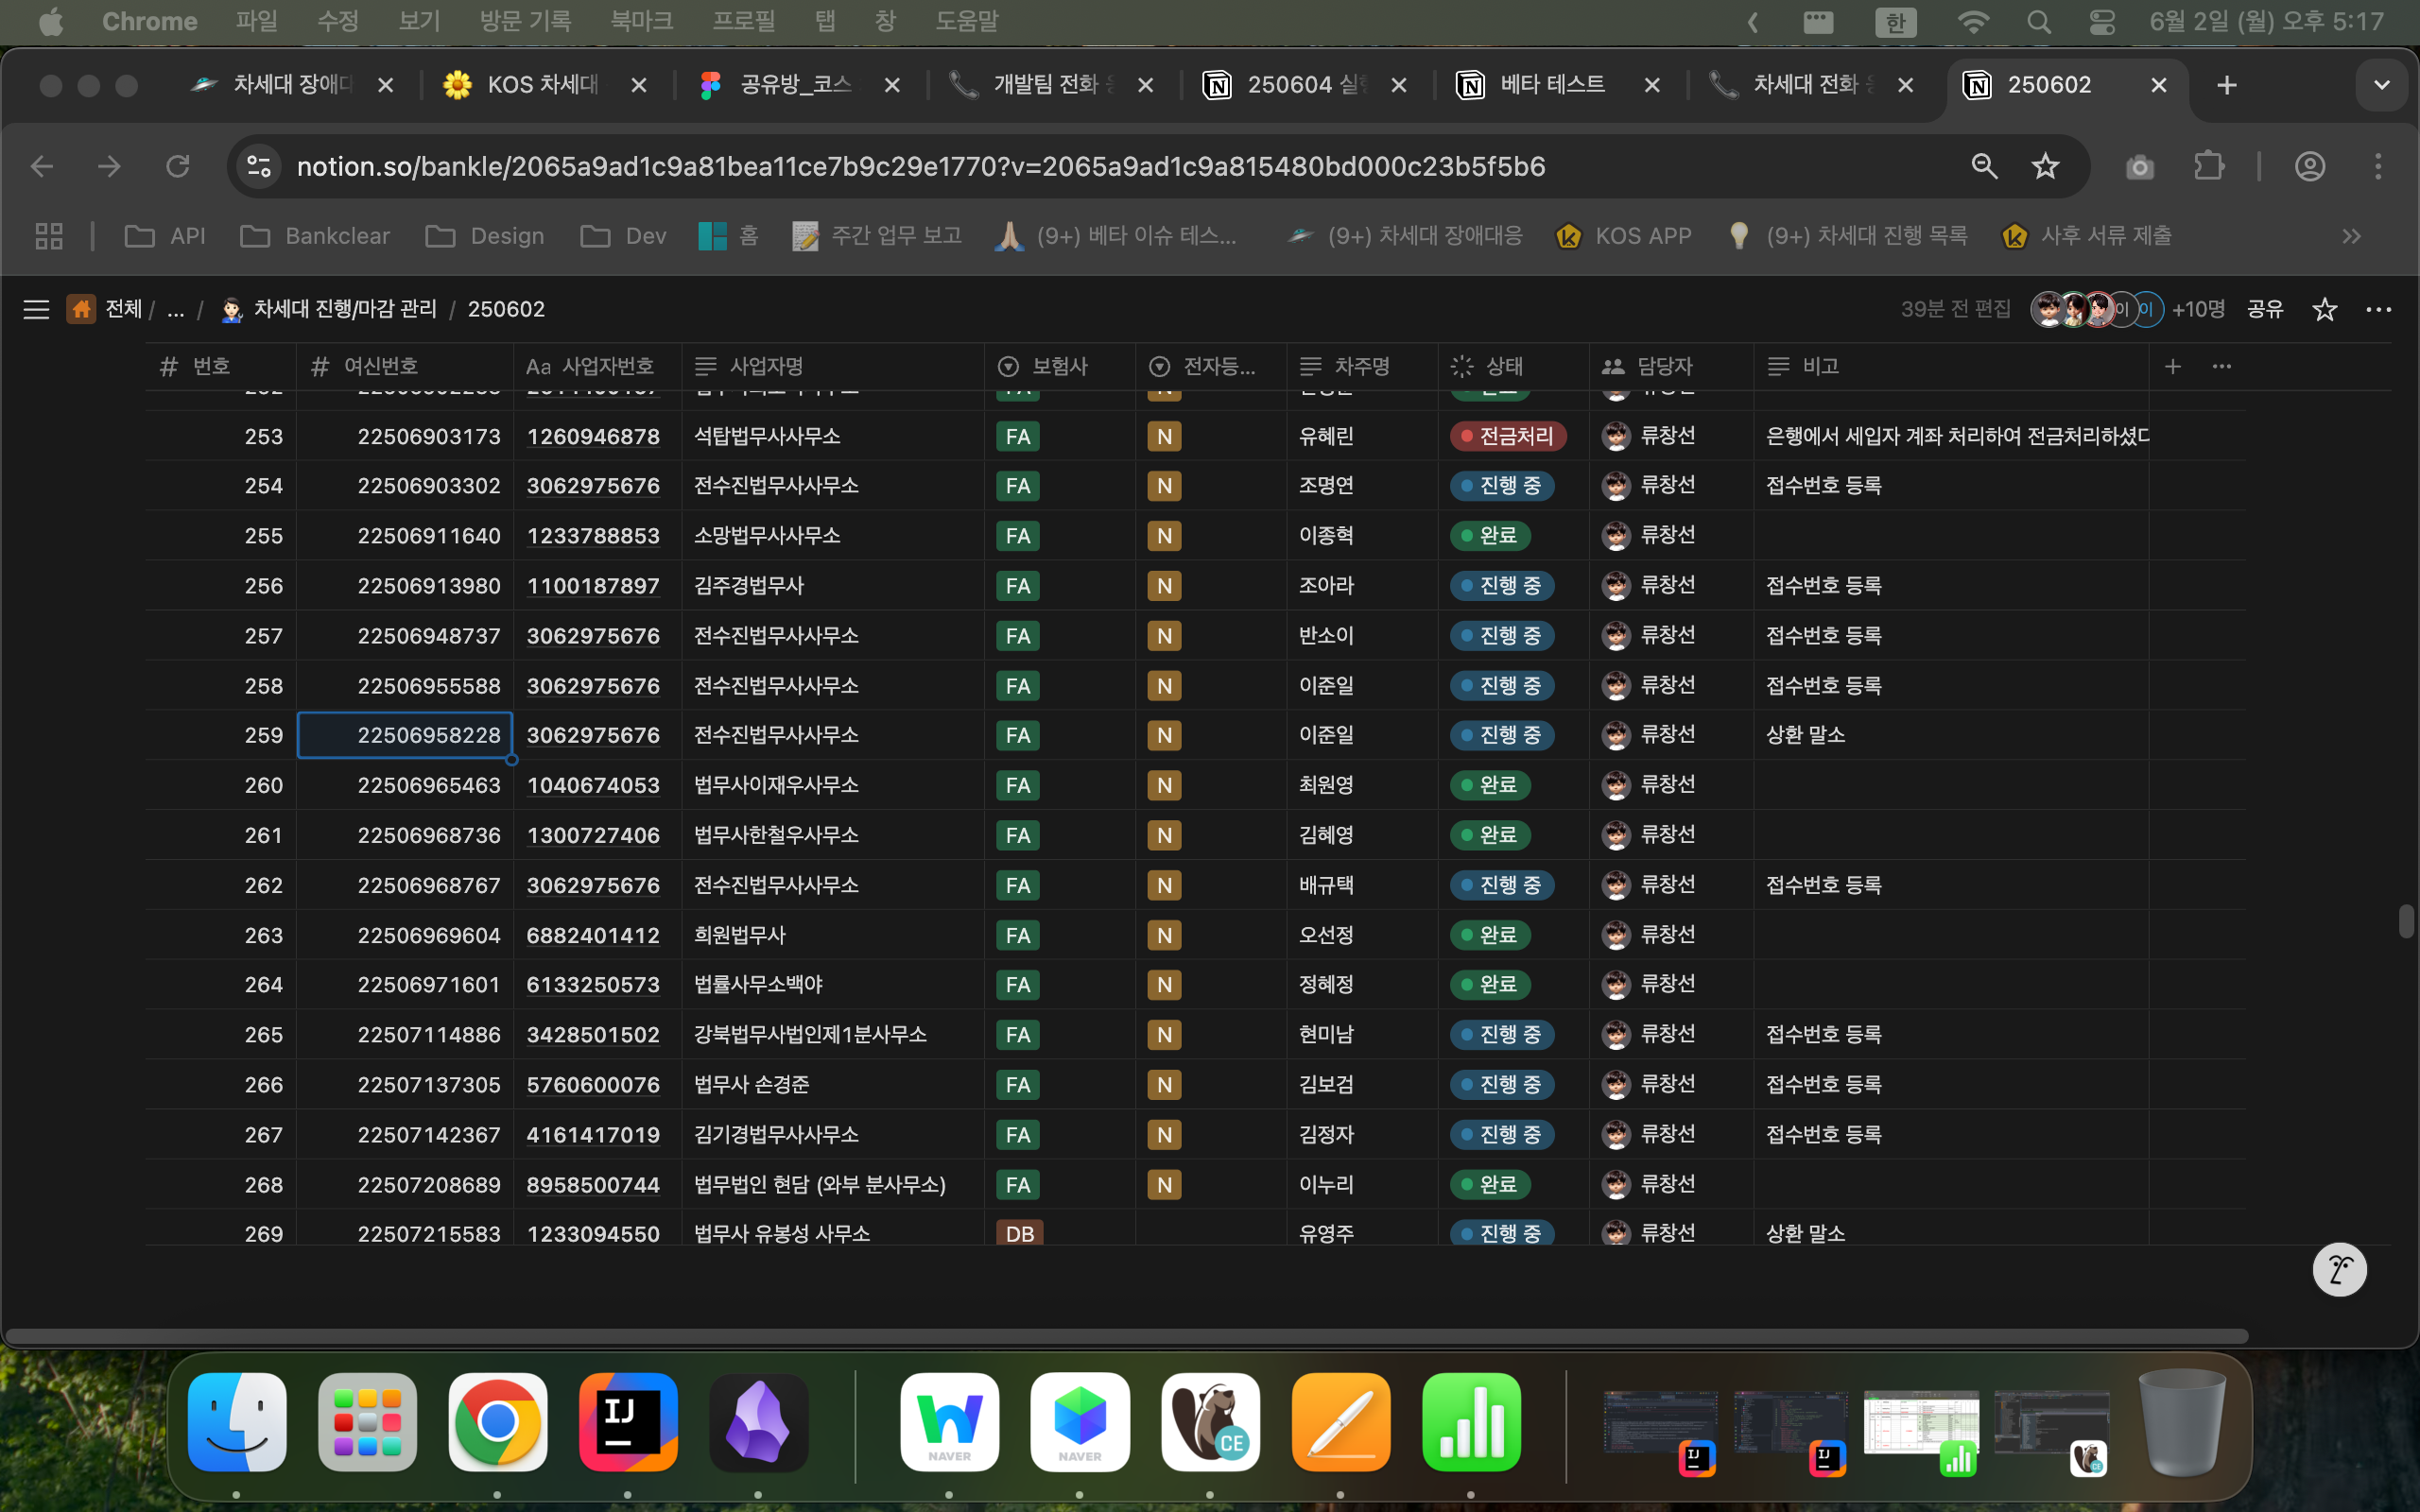 Chrome 파일 수정 보기 방문 기록 북마크 프로필 탭 창 도움말 한 6월 2일 (월) 오후 5:17
차세대 장애대 KOS 차세대 공유방_코스 개발팀 전화 250604 실행 베타 테스트 차세대 전화 250602
notion.so/bankle/2065a9ad1c9a81bea11ce7b9c29e1770?v=2065a9ad1c9a815480bd000c23b5f5b6
API Bankclear Design Dev 홈 주간 업무 보고 (9+) 베타 이슈 테스... (9+) 차세대 장애대응 KOS APP (9+) 차세대 진행 목록 사후 서류 제출
전체 / ... / 차세대 진행/마감 관리 / 250602 39분 전 편집 이 이 +10명 공유
# 번호 # 여신번호 Aa 사업자번호 사업자명 보험사 전자등... 차주명 상태 담당자 비고
253 22506903173 1260946878 석탑법무사사무소 FA N 유혜린 전금처리 류창선 은행에서 세입자 계좌 처리하여 전금처리하셨다
254 22506903302 3062975676 전수진법무사사무소 FA N 조명연 진행 중 류창선 접수번호 등록
255 22506911640 1233788853 소망법무사사무소 FA N 이종혁 완료 류창선
256 22506913980 1100187897 김주경법무사 FA N 조아라 진행 중 류창선 접수번호 등록
257 22506948737 3062975676 전수진법무사사무소 FA N 반소이 진행 중 류창선 접수번호 등록
258 22506955588 3062975676 전수진법무사사무소 FA N 이준일 진행 중 류창선 접수번호 등록
259 22506958228 3062975676 전수진법무사사무소 FA N 이준일 진행 중 류창선 상환 말소
260 22506965463 1040674053 법무사이재우사무소 FA N 최원영 완료 류창선
261 22506968736 1300727406 법무사한철우사무소 FA N 김혜영 완료 류창선
262 22506968767 3062975676 전수진법무사사무소 FA N 배규택 진행 중 류창선 접수번호 등록
263 22506969604 6882401412 희원법무사 FA N 오선정 완료 류창선
264 22506971601 6133250573 법률사무소백야 FA N 정혜정 완료 류창선
265 22507114886 3428501502 강북법무사법인제1분사무소 FA N 현미남 진행 중 류창선 접수번호 등록
266 22507137305 5760600076 법무사 손경준 FA N 김보검 진행 중 류창선 접수번호 등록
267 22507142367 4161417019 김기경법무사사무소 FA N 김정자 진행 중 류창선 접수번호 등록
268 22507208689 8958500744 법무법인 현담 (와부 분사무소) FA N 이누리 완료 류창선
269 22507215583 1233094550 법무사 유봉성 사무소 DB 유영주 진행 중 류창선 상환 말소
IJ NAVER NAVER CE IJ IJ CE